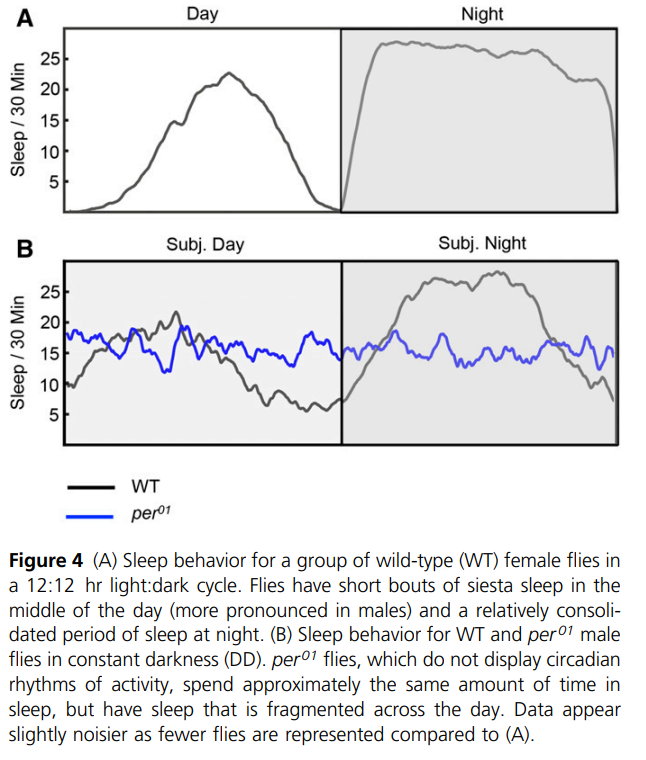 A
Day
Night
Sleep / 30 Min
25
20
15
10
5
B
Subj. Day
Subj. Night
Sleep / 30 Min
25
20
15
10
5
WT
per01
Figure 4 (A) Sleep behavior for a group of wild-type (WT) female flies in
a 12:12 hr light:dark cycle. Flies have short bouts of siesta sleep in the
middle of the day (more pronounced in males) and a relatively consoli-
dated period of sleep at night. (B) Sleep behavior for WT and per01 male
flies in constant darkness (DD). per01 flies, which do not display circadian
rhythms of activity, spend approximately the same amount of time in
sleep, but have sleep that is fragmented across the day. Data appear
slightly noisier as fewer flies are represented compared to (A).